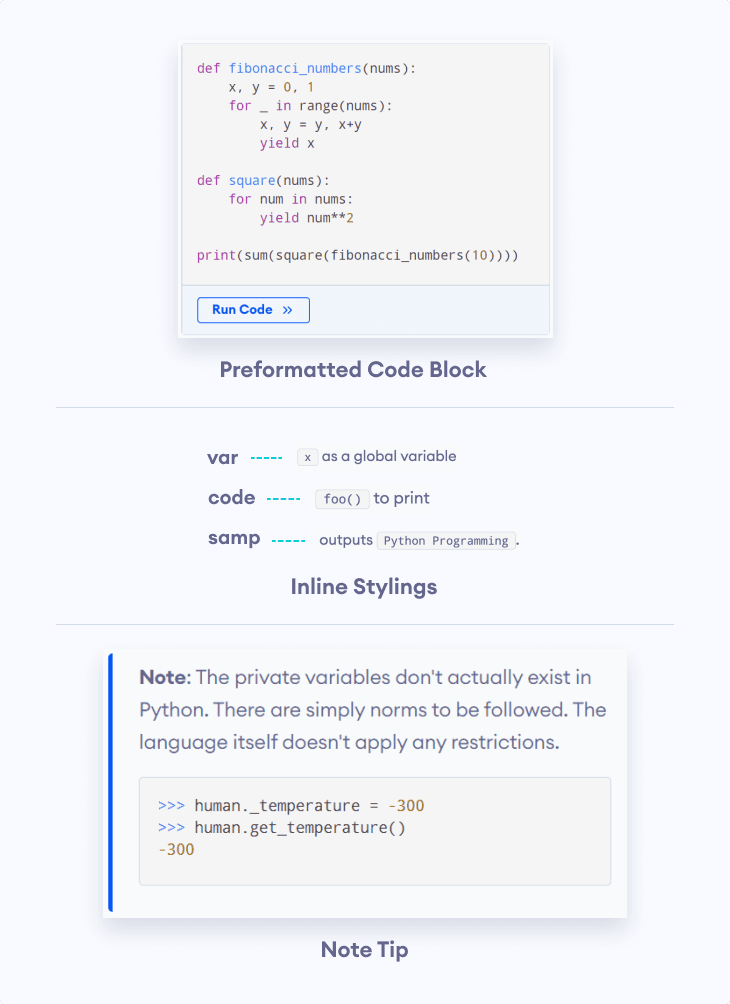 def fibonacci_numbers(nums):
    x, y = 0, 1
    for _ in range(nums):
        x, y = y, x+y
        yield x

def square(nums):
    for num in nums:
        yield num**2

print(sum(square(fibonacci_numbers(10))))
Run Code »
Preformatted Code Block
var ----- x as a global variable
code ----- foo() to print
samp ----- outputs Python Programming.
Inline Stylings
Note: The private variables don't actually exist in
Python. There are simply norms to be followed. The
language itself doesn't apply any restrictions.
>>> human._temperature = -300
>>> human.get_temperature()
-300
Note Tip